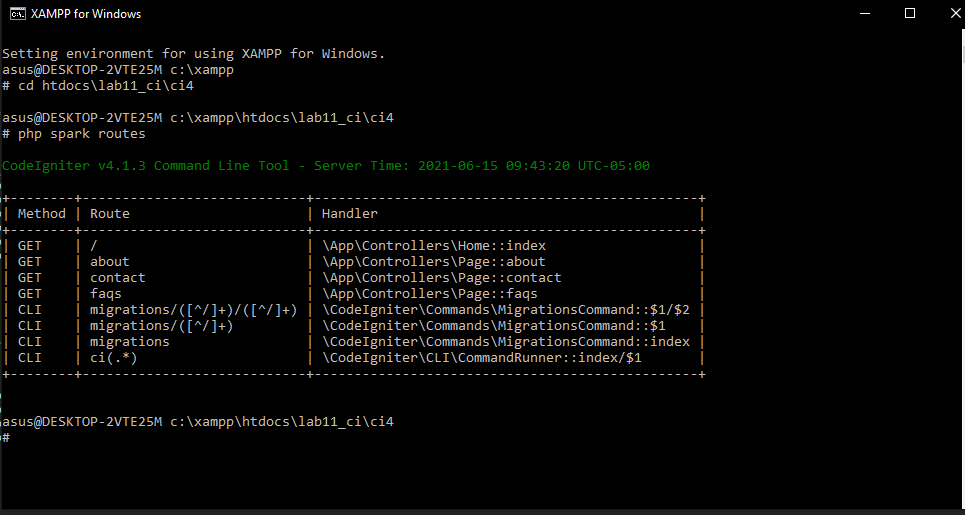 XAMPP for Windows
Setting environment for using XAMPP for Windows.
asus@DESKTOP-2VTE25M c:\xampp
# cd htdocs\lab11_ci\ci4
asus@DESKTOP-2VTE25M c:\xampp\htdocs\lab11_ci\ci4
# php spark routes
CodeIgniter v4.1.3 Command Line Tool - Server Time: 2021-06-15 09:43:20 UTC-05:00
+--------+----------------------------+------------------------------------------------+
| Method | Route                      | Handler                                        |
+--------+----------------------------+------------------------------------------------+
| GET    | /                          | \App\Controllers\Home::index                   |
| GET    | about                      | \App\Controllers\Page::about                   |
| GET    | contact                    | \App\Controllers\Page::contact                 |
| GET    | faqs                       | \App\Controllers\Page::faqs                    |
| CLI    | migrations/([^/]+)/([^/]+) | \CodeIgniter\Commands\MigrationsCommand::$1/$2 |
| CLI    | migrations/([^/]+)         | \CodeIgniter\Commands\MigrationsCommand::$1    |
| CLI    | migrations                 | \CodeIgniter\Commands\MigrationsCommand::index |
| CLI    | ci(.*)                     | \CodeIgniter\CLI\CommandRunner::index/$1       |
+--------+----------------------------+------------------------------------------------+
asus@DESKTOP-2VTE25M c:\xampp\htdocs\lab11_ci\ci4
#